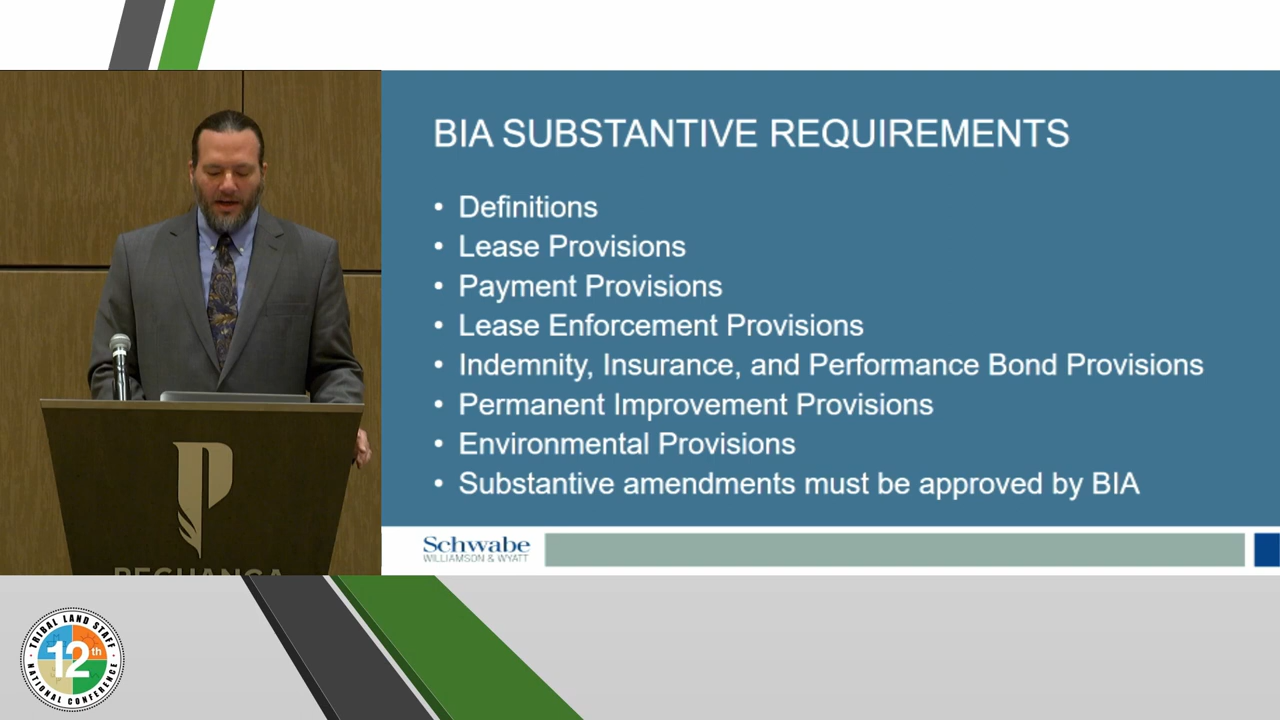 BIA SUBSTANTIVE REQUIREMENTS
• Definitions
• Lease Provisions
• Payment Provisions
• Lease Enforcement Provisions
• Indemnity, Insurance, and Performance Bond Provisions
• Permanent Improvement Provisions
• Environmental Provisions
• Substantive amendments must be approved by BIA
Schwabe
WILLIAMSON & WYATT
PECHANGA
TRIBAL LAND STAFF
12th
NATIONAL CONFERENCE